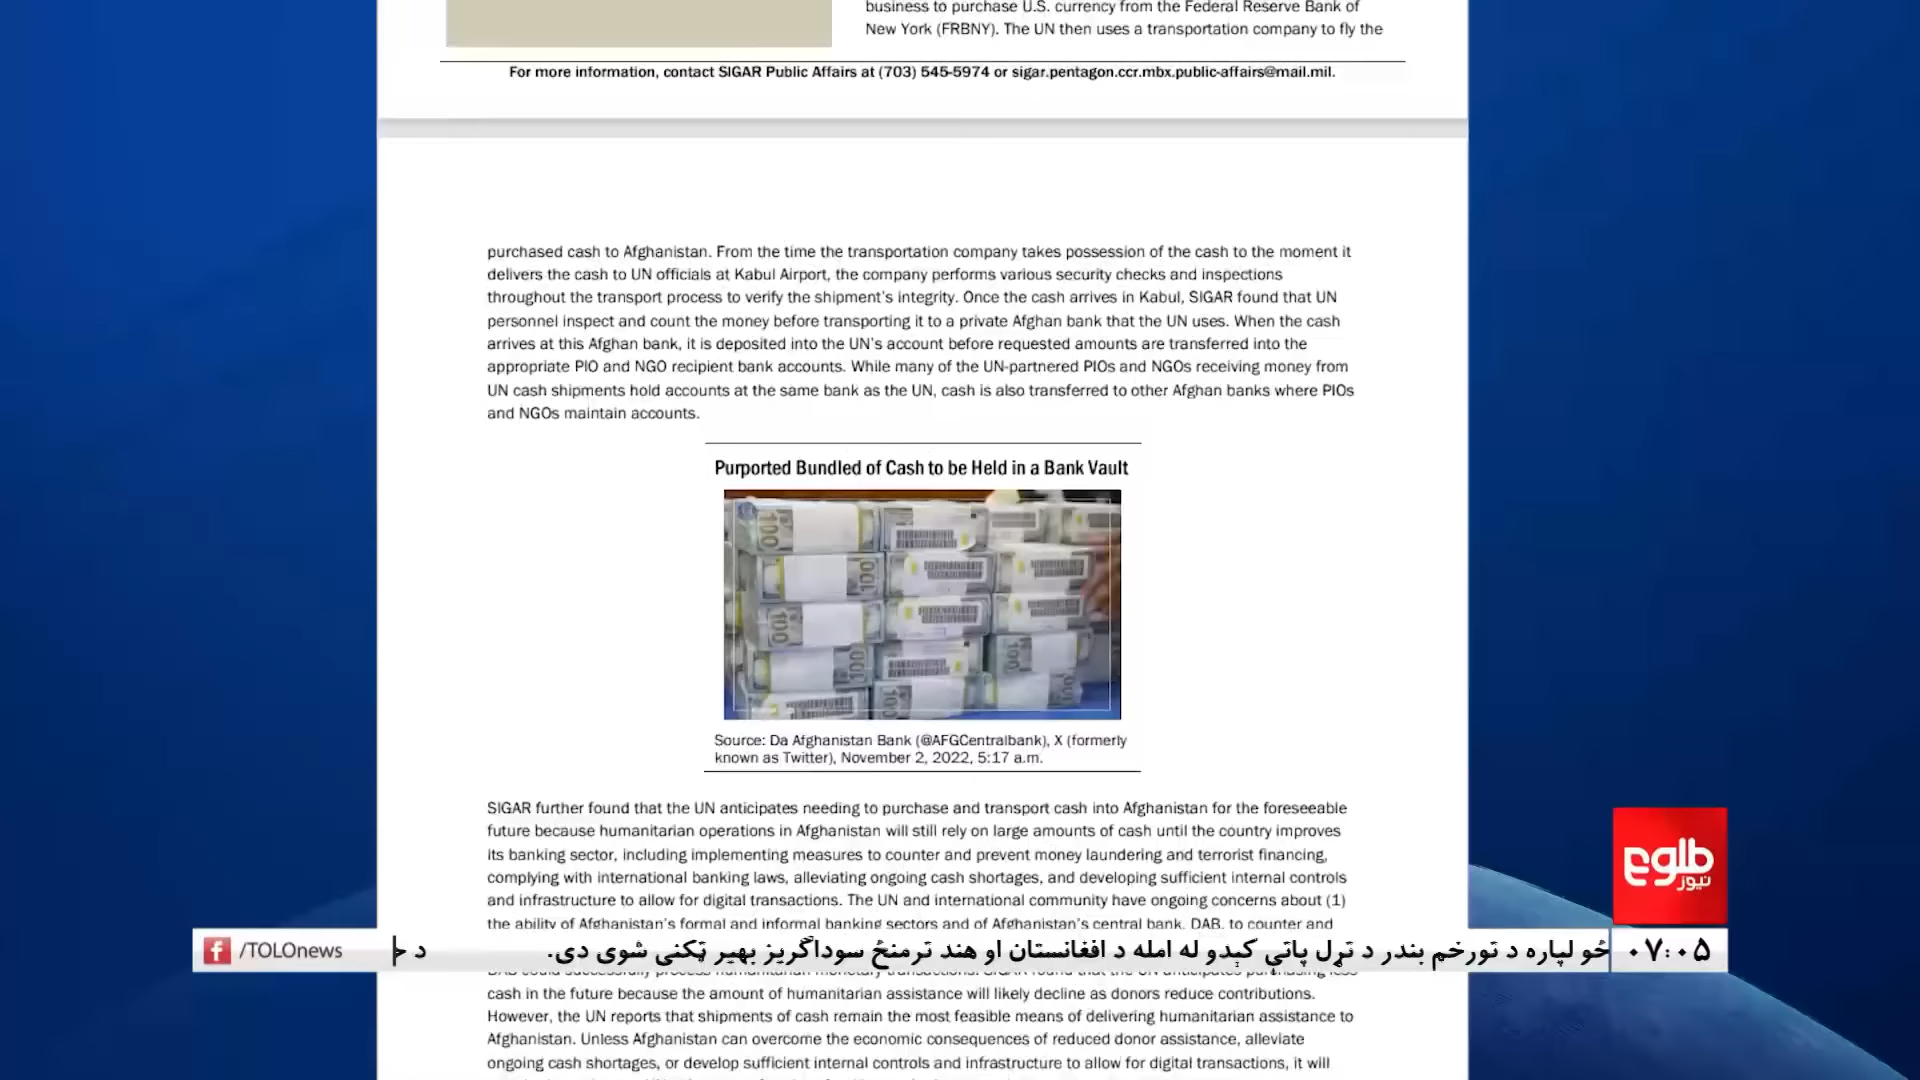 business to purchase U.S. currency from the Federal Reserve Bank of
New York (FRBNY). The UN then uses a transportation company to fly the
For more information, contact SIGAR Public Affairs at (703) 545-5974 or sigar.pentagon.ccr.mbx.public-affairs@mail.mil.
purchased cash to Afghanistan. From the time the transportation company takes possession of the cash to the moment it
delivers the cash to UN officials at Kabul Airport, the company performs various security checks and inspections
throughout the transport process to verify the shipment's integrity. Once the cash arrives in Kabul, SIGAR found that UN
personnel inspect and count the money before transporting it to a private Afghan bank that the UN uses. When the cash
arrives at this Afghan bank, it is deposited into the UN's account before requested amounts are transferred into the
appropriate PIO and NGO recipient bank accounts. While many of the UN-partnered PIOs and NGOs receiving money from
UN cash shipments hold accounts at the same bank as the UN, cash is also transferred to other Afghan banks where PIOs
and NGOs maintain accounts.
Purported Bundled of Cash to be Held in a Bank Vault
100
100
100
100
100
100
Source: Da Afghanistan Bank (@AFGCentralbank), X (formerly
known as Twitter), November 2, 2022, 5:17 a.m.
SIGAR further found that the UN anticipates needing to purchase and transport cash into Afghanistan for the foreseeable
future because humanitarian operations in Afghanistan will still rely on large amounts of cash until the country improves
its banking sector, including implementing measures to counter and prevent money laundering and terrorist financing,
complying with international banking laws, alleviating ongoing cash shortages, and developing sufficient internal controls
and infrastructure to allow for digital transactions. The UN and international community have ongoing concerns about (1)
the ability of Afghanistan's formal and informal banking sectors and of Afghanistan's central bank, DAB, to counter and
طلوع
نیوز
/TOLOnews
ځو لپاره د تورخم بندر د تړل پاتې کېدو له امله د افغانستان او هند ترمنځ سوداګریز بهیر ټکنی شوی دی.
د خ
۰۷:۰۵
cash in the future because the amount of humanitarian assistance will likely decline as donors reduce contributions.
However, the UN reports that shipments of cash remain the most feasible means of delivering humanitarian assistance to
Afghanistan. Unless Afghanistan can overcome the economic consequences of reduced donor assistance, alleviate
ongoing cash shortages, or develop sufficient internal controls and infrastructure to allow for digital transactions, it will